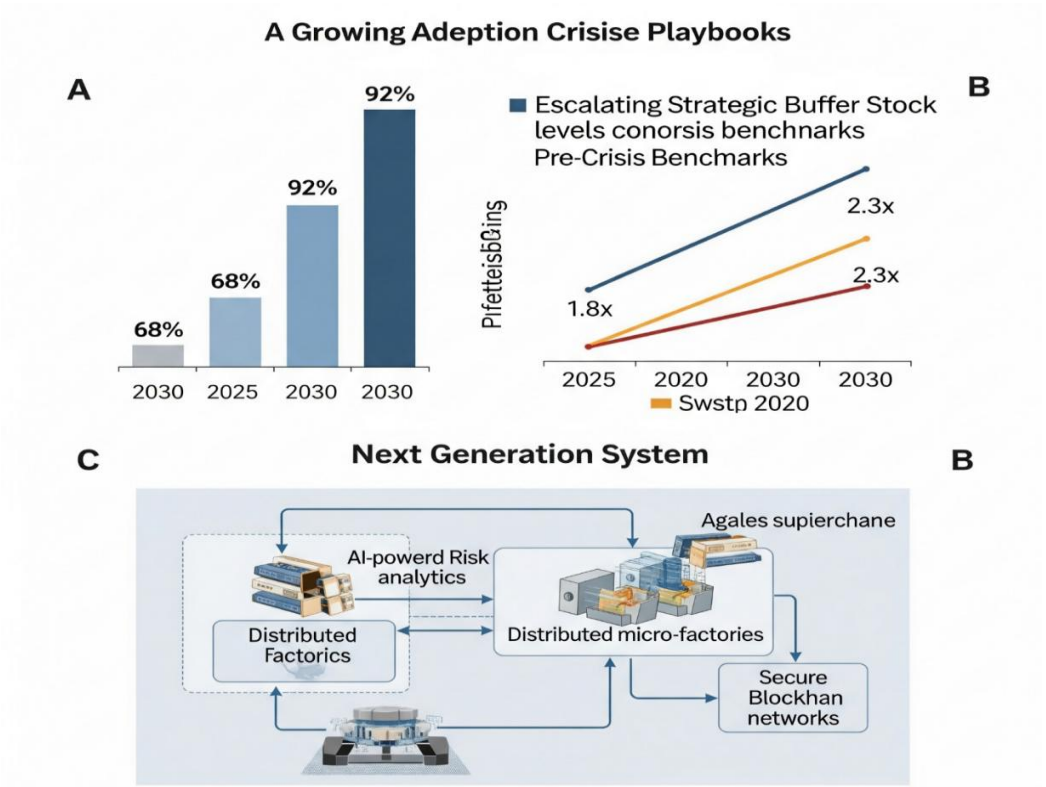 A Growing Adeption Crisise Playbooks
A
68%
68%
92%
92%
2030
2025
2030
2030
B
Escalating Strategic Buffer Stock
levels conorsis benchnarks
Pre-Crisis Bencmarks
1.8x
2.3x
2.3x
2025
2020
2030
2030
Swstp 2020
C
Next Generation System
B
Agales supierchane
AI-powerd Risk
analytics
Distributed
Factorics
Distributed micro-factories
Secure
Blockhan
networks